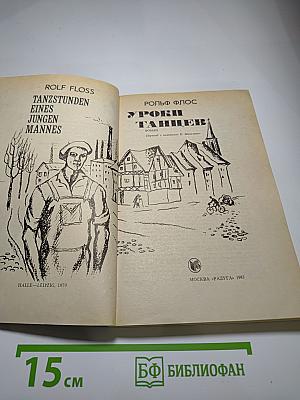 ROLF FLOSS
TANZSTUNDEN
EINES
JUNGEN
MANNES
HALLE—LEIPZIG, 1979
РОЛЬФ ФЛОС
УРОКИ
ТАНЦЕВ
РОМАН
МОСКВА «РАДУГА»
15 см
БФ БИБЛИОФАН